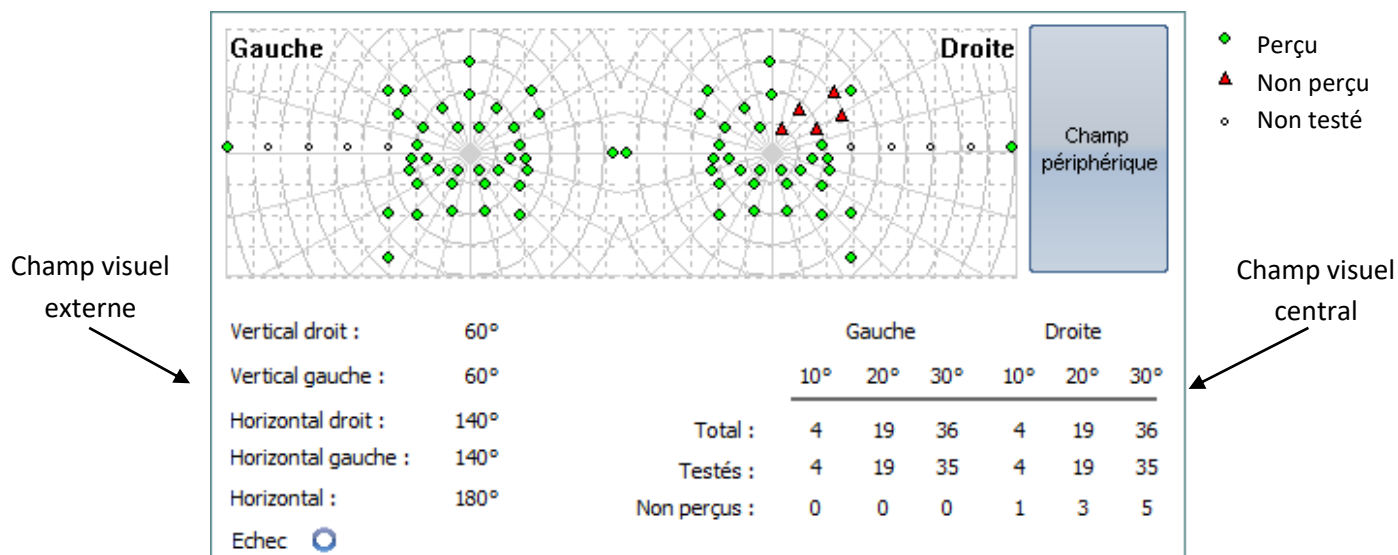 Gauche
Droite
Champ
périphérique
Perçu
Non perçu
Non testé
Champ visuel
externe
Champ visuel
central
Vertical droit : 60°
Vertical gauche : 60°
Horizontal droit : 140°
Horizontal gauche : 140°
Horizontal : 180°
Echec
Gauche Droite
10° 20° 30° 10° 20° 30°
Total : 4 19 36 4 19 36
Testés : 4 19 35 4 19 35
Non perçus : 0 0 0 1 3 5